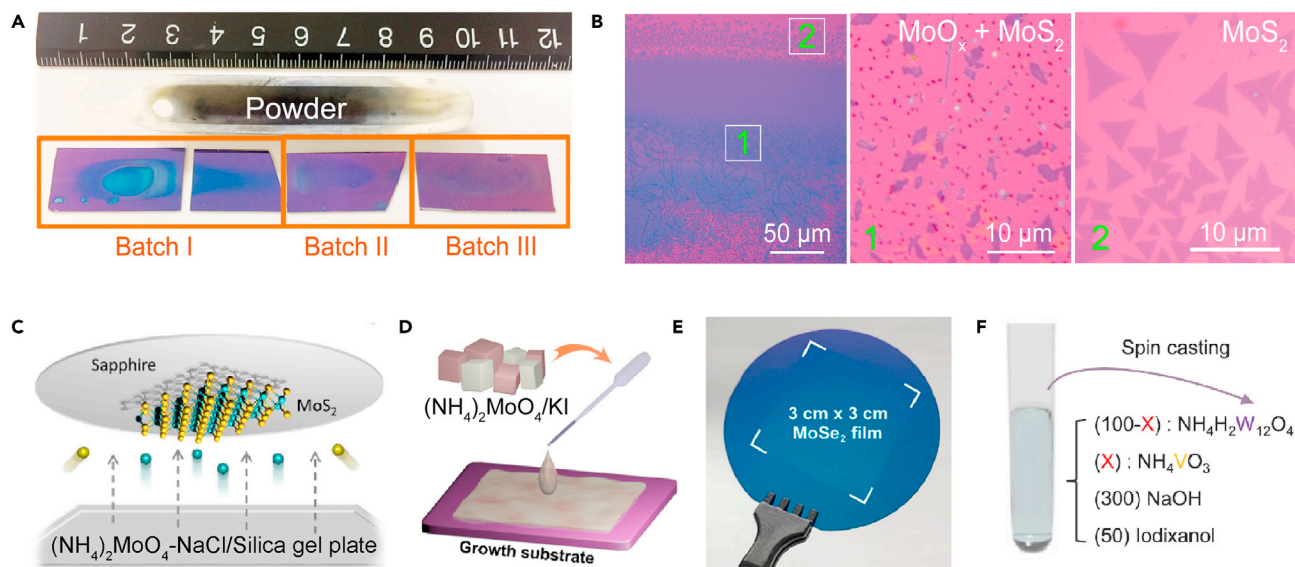 A
1 2 3 4 5 6 7 8 9 10 11 12
Powder
Batch I
Batch II
Batch III
B
2
1
50 µm
MoOₓ + MoS₂
1
10 µm
MoS₂
2
10 µm
C
Sapphire
MoS₂
(NH₄)₂MoO₄-NaCl/Silica gel plate
D
(NH₄)₂MoO₄/KI
Growth substrate
E
3 cm x 3 cm
MoSe₂ film
F
Spin casting
(100-X) : NH₄H₂W₁₂O₄
(X) : NH₄VO₃
(300) NaOH
(50) Iodixanol